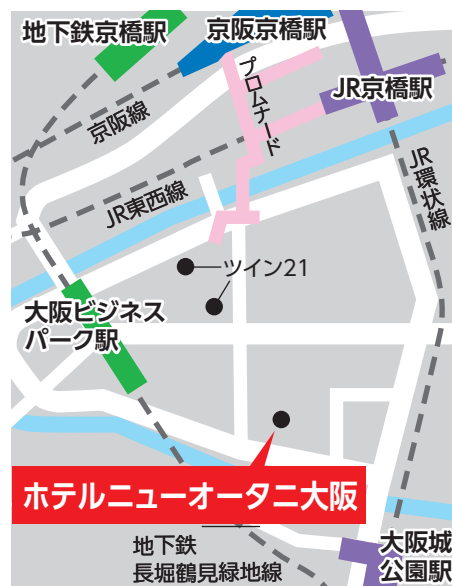 地下鉄京橋駅
京阪京橋駅
JR京橋駅
プロムナード
京阪線
JR東西線
JR環状線
ツイン21
大阪ビジネス
パーク駅
ホテルニューオータニ大阪
地下鉄
長堀鶴見緑地線
大阪城
公園駅